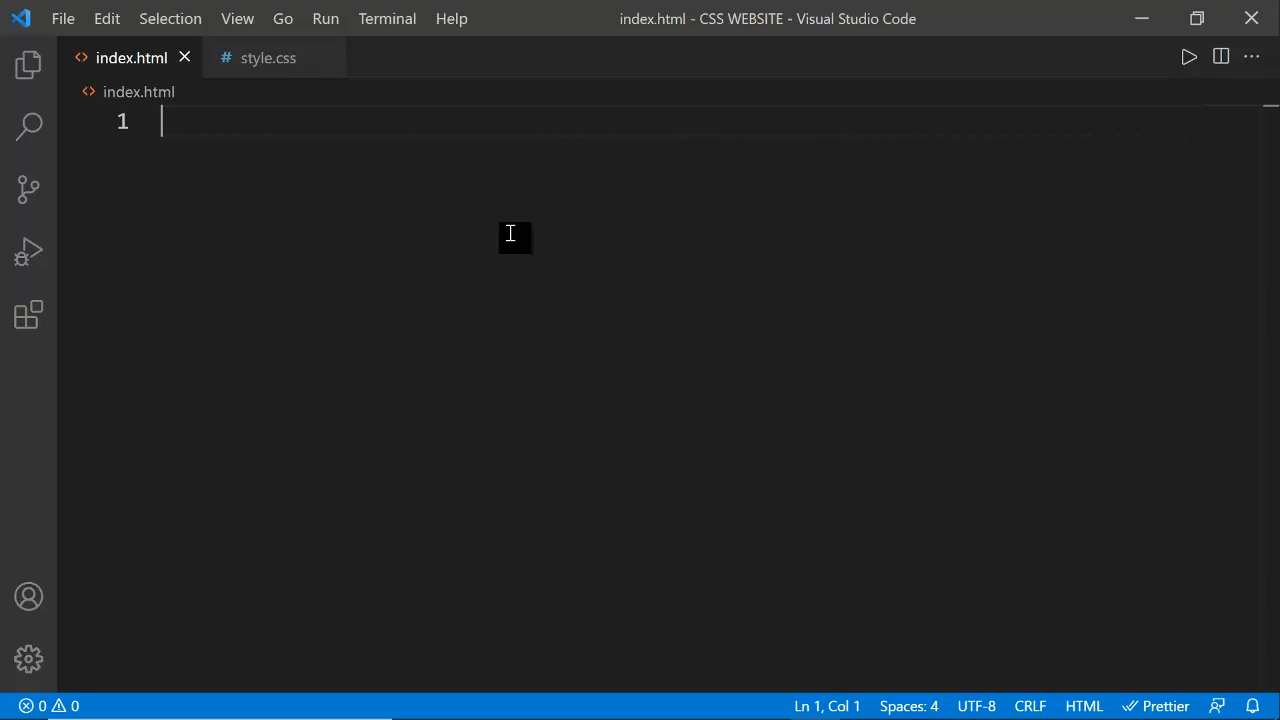 File Edit Selection View Go Run Terminal Help index.html - CSS WEBSITE - Visual Studio Code
index.html # style.css
index.html
1
0 0 Ln 1, Col 1 Spaces: 4 UTF-8 CRLF HTML Prettier